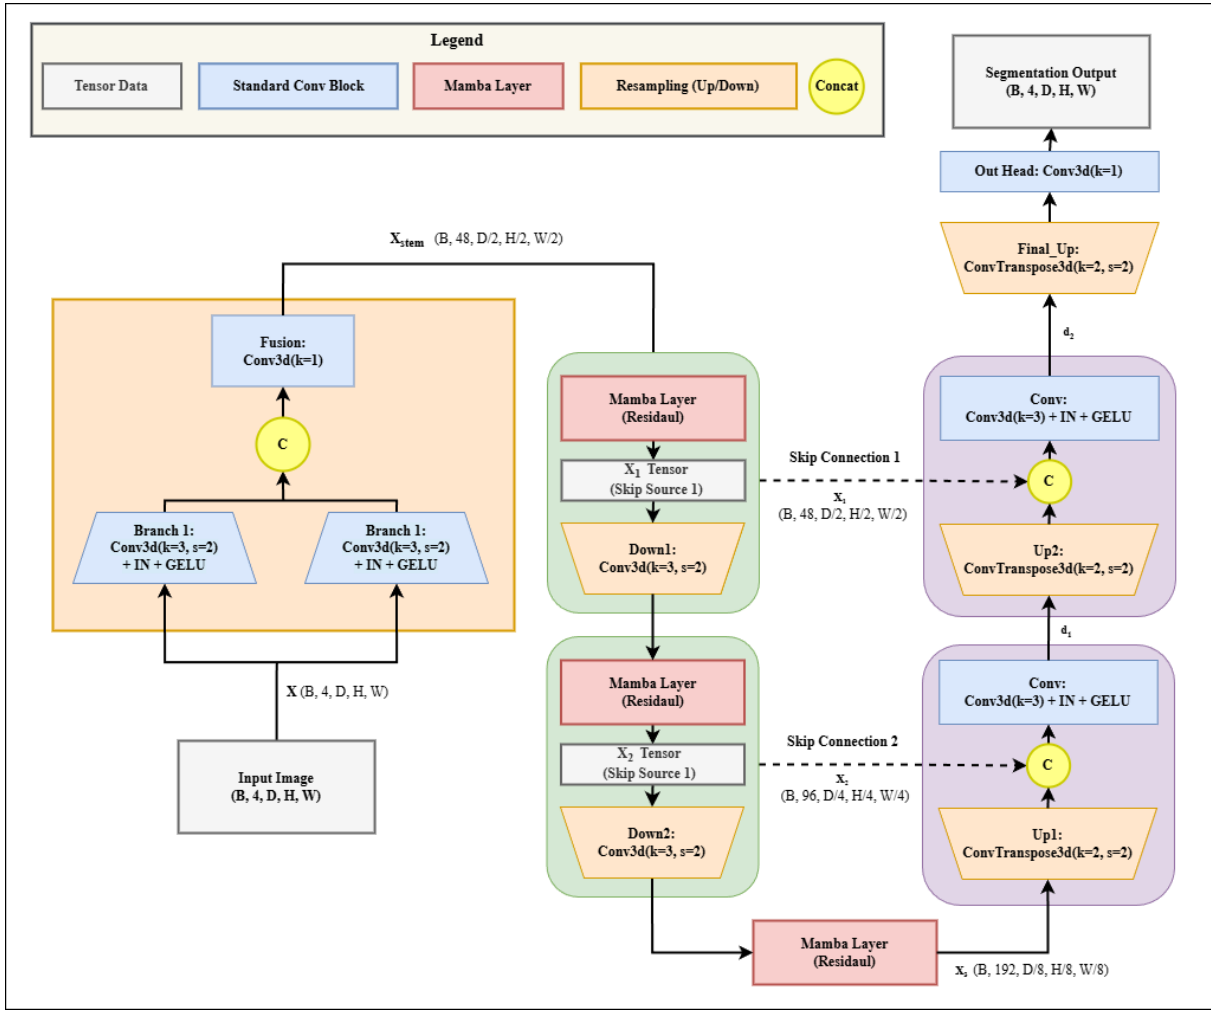 Legend
Tensor Data
Standard Conv Block
Mamba Layer
Resampling (Up/Down)
Concat
Segmentation Output
(B, 4, D, H, W)
Out Head: Conv3d(k=1)
Final_Up:
ConvTranspose3d(k=2, s=2)
d₂
X_stem (B, 48, D/2, H/2, W/2)
Fusion:
Conv3d(k=1)
C
Branch 1:
Conv3d(k=3, s=2)
+ IN + GELU
Branch 1:
Conv3d(k=3, s=2)
+ IN + GELU
X (B, 4, D, H, W)
Input Image
(B, 4, D, H, W)
Mamba Layer
(Residaul)
X₁ Tensor
(Skip Source 1)
Down1:
Conv3d(k=3, s=2)
Skip Connection 1
X₁
(B, 48, D/2, H/2, W/2)
Conv:
Conv3d(k=3) + IN + GELU
C
Up2:
ConvTranspose3d(k=2, s=2)
d₁
Mamba Layer
(Residaul)
X₂ Tensor
(Skip Source 1)
Down2:
Conv3d(k=3, s=2)
Skip Connection 2
X₂
(B, 96, D/4, H/4, W/4)
Conv:
Conv3d(k=3) + IN + GELU
C
Up1:
ConvTranspose3d(k=2, s=2)
Mamba Layer
(Residaul)
(B, 192, D/8, H/8, W/8)